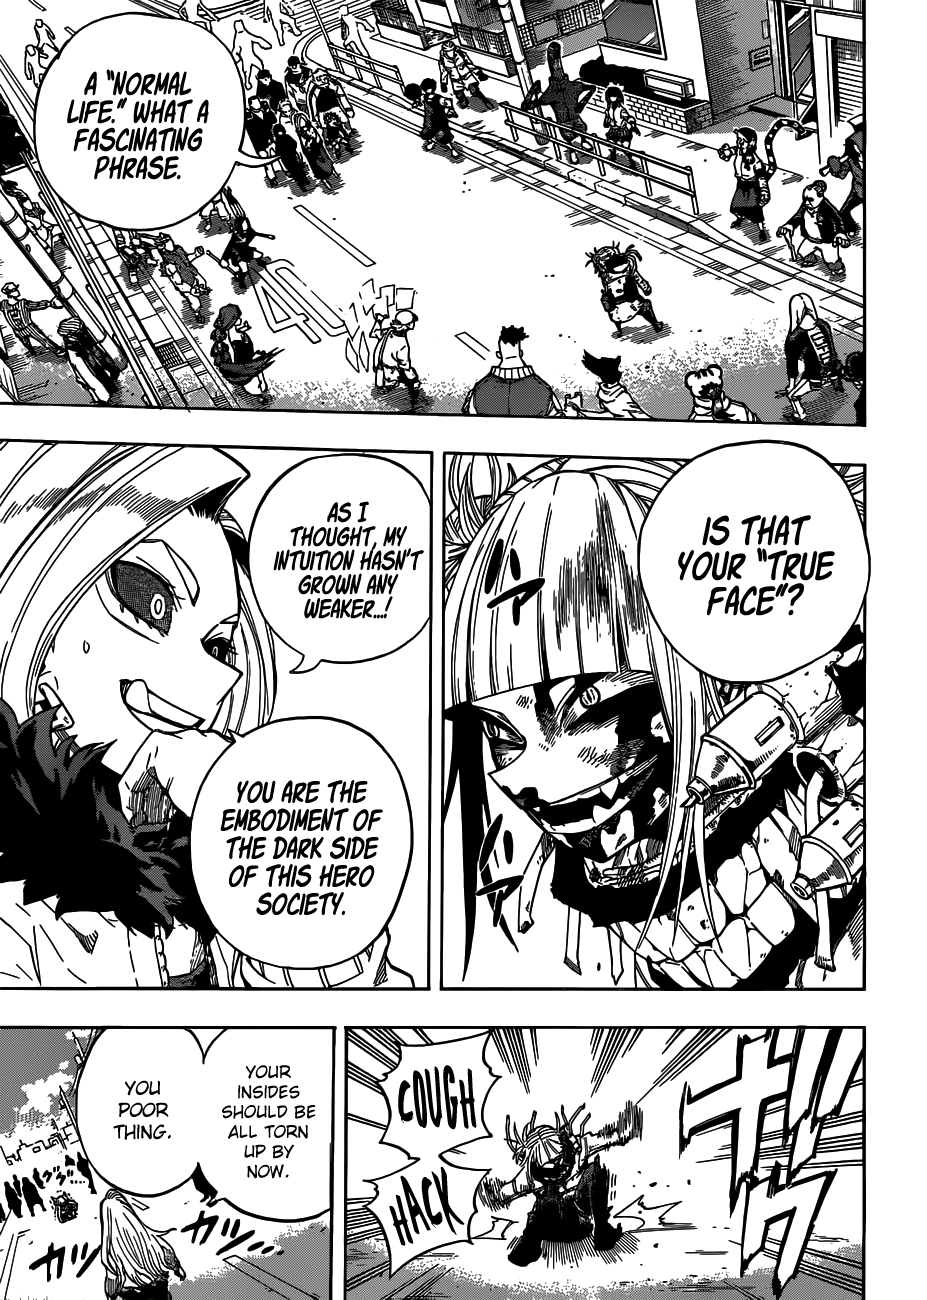 A "NORMAL
LIFE." WHAT A
FASCINATING
PHRASE.
IS THAT
YOUR "TRUE
FACE"?
AS I
THOUGHT, MY
INTUITION HASN'T
GROWN ANY
WEAKER...!
YOU ARE THE
EMBODIMENT OF
THE DARK SIDE
OF THIS HERO
SOCIETY.
COUGH
HACK
YOUR
INSIDES
SHOULD BE
ALL TORN
UP BY
NOW.
YOU
POOR
THING.